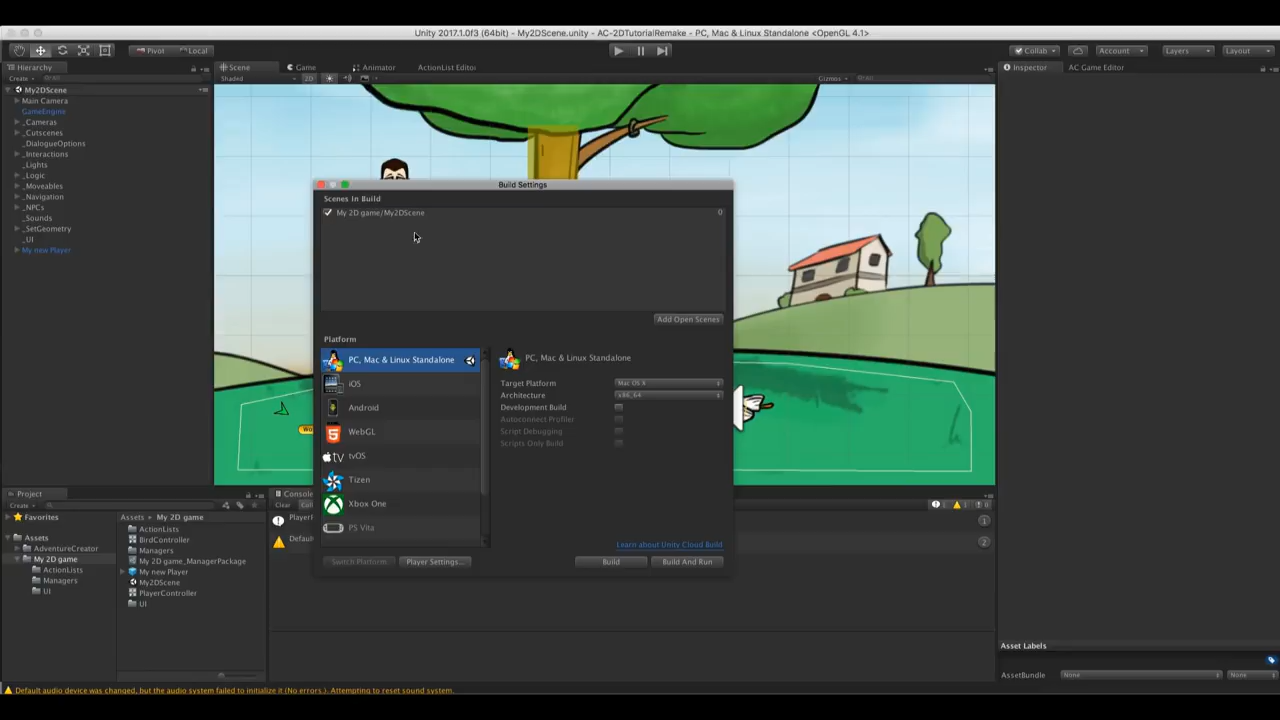 Unity 2017.1.0f3 (64bit) - My2DScene.unity - AC-2DTutorialRemake - PC, Mac & Linux Standalone <OpenGL 4.1>
Pivot Local
Collab Account Layers Layout
Hierarchy
Create
My2DScene
Main Camera
GameEngine
_Cameras
_Cutscenes
_DialogueOptions
_Interactions
_Lights
_Logic
_Moveables
_Navigation
_NPCs
_Sounds
_SetGeometry
_UI
My new Player
Scene Game Animator ActionList Editor
Shaded 2D Gizmos
Inspector AC Game Editor
Build Settings
Scenes In Build
My 2D game/My2DScene 0
Add Open Scenes
Platform
PC, Mac & Linux Standalone
iOS
Android
WebGL
tvOS
Tizen
Xbox One
PS Vita
PC, Mac & Linux Standalone
Target Platform Mac OS X
Architecture x86_64
Development Build
Autoconnect Profiler
Script Debugging
Scripts Only Build
Learn about Unity Cloud Build
Switch Platform Player Settings... Build Build And Run
Project
Create
Favorites
Assets
AdventureCreator
My 2D game
ActionLists
Managers
UI
Assets My 2D game
ActionLists
BirdController
Managers
My 2D game_ManagerPackage
My new Player
My2DScene
PlayerController
UI
Console
Clear
1
2
Asset Labels
AssetBundle None None
Default audio device was changed, but the audio system failed to initialize it (No errors.). Attempting to reset sound system.